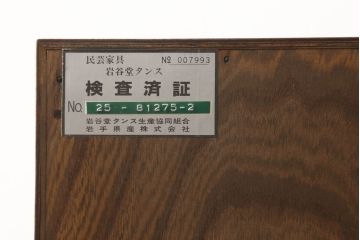 民芸家具 No 007993
岩谷堂タンス
検査済証
No. 25 - 81275-2
岩谷堂タンス生産協同組合
岩手県産株式会社